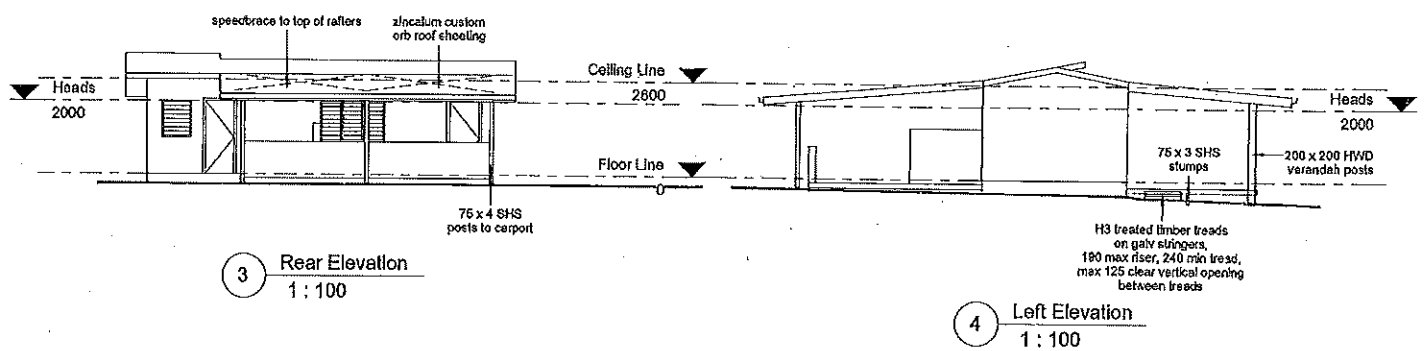 speedbrace to top of rafters
zincalum custom
orb roof sheeting
Heads
2000
75 x 4 SHS
posts to carport
3
Rear Elevation
1 : 100
Ceiling Line
2600
Floor Line
0
Heads
2000
75 x 3 SHS
stumps
200 x 200 HWD
verandah posts
H3 treated timber treads
on galv stringers,
190 max riser, 240 min tread,
max 125 clear vertical opening
between treads
4
Left Elevation
1 : 100